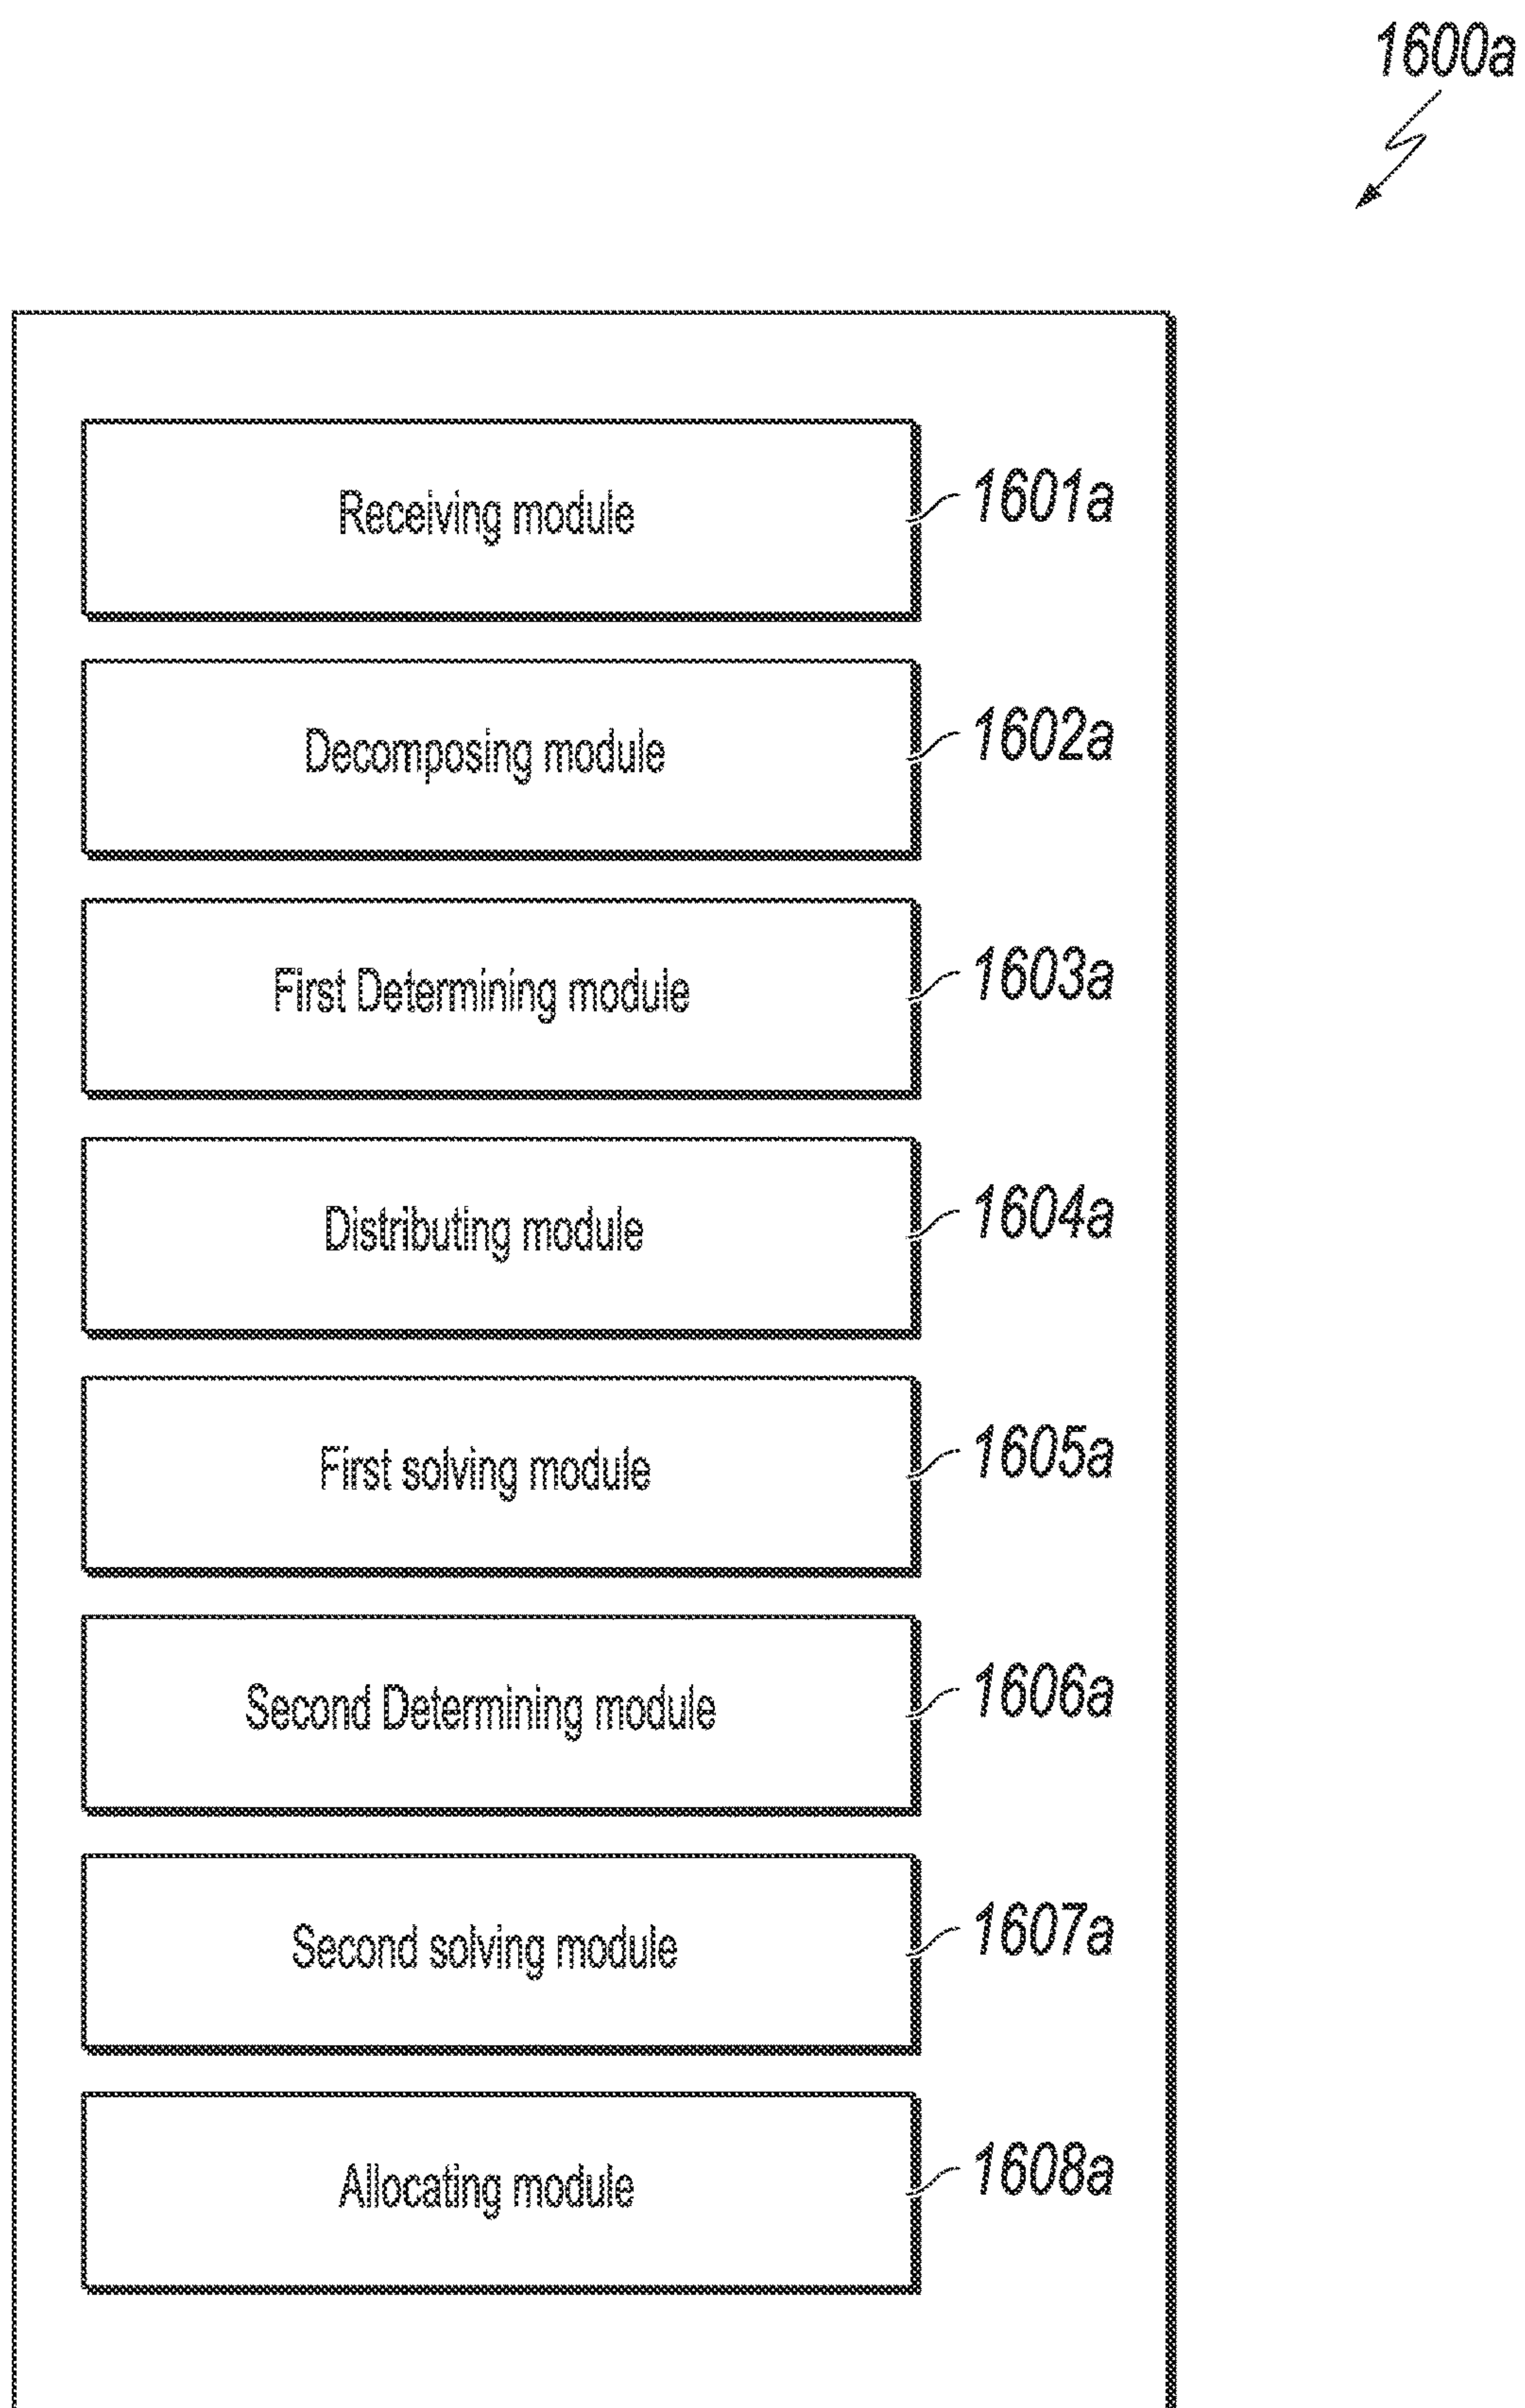 1600a
Receiving module 1601a
Decomposing module 1602a
First Determining module 1603a
Distributing module 1604a
First solving module 1605a
Second Determining module 1606a
Second solving module 1607a
Allocating module 1608a